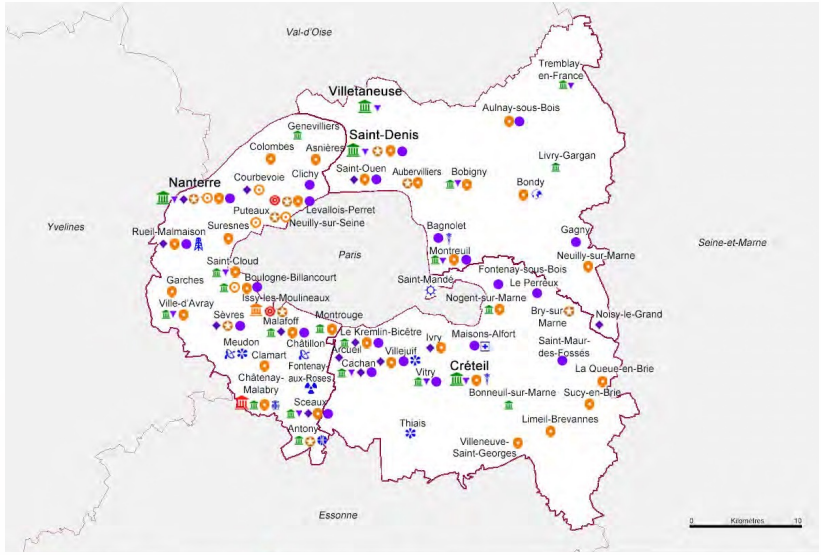 Val-d'Oise
Tremblay-
en-France
Villetaneuse
Aulnay-sous-Bois
Genevilliers
Saint-Denis
Colombes
Asnières
Livry-Gargan
Saint-Ouen
Aubervilliers
Bobigny
Courbevoie
Clichy
Nanterre
Bondy
Levallois-Perret
Puteaux
Neuilly-sur-Seine
Yvelines
Suresnes
Rueil-Malmaison
Bagnolet
Gagny
Seine-et-Marne
Paris
Montreuil
Neuilly-sur-Marne
Saint-Cloud
Fontenay-sous-Bois
Boulogne-Billancourt
Saint-Mandé
Le Perreux
Garches
Issy-les-Moulineaux
Nogent-sur-Marne
Ville-d'Avray
Bry-sur
Marne
Noisy-le-Grand
Sèvres
Malafoff
Montrouge
Le Kremlin-Bicêtre
Ivry
Maisons-Alfort
Meudon
Châtillon
Arcueil
Villejuif
Saint-Maur-
des-Fossés
Clamart
Cachan
Fontenay-
aux-Roses
Vitry
Créteil
La Queue-en-Brie
Châtenay-
Malabry
Bonneuil-sur-Marne
Sucy-en-Brie
Sceaux
Limeil-Brevannes
Thiais
Antony
Villeneuve-
Saint-Georges
Essonne
0 Kilomètres 10